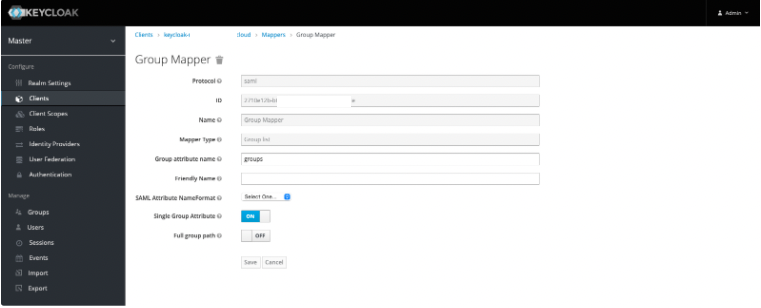 KEYCLOAK
Admin
Master
Configure
Realm Settings
Clients
Client Scopes
Roles
Identity Providers
User Federation
Authentication
Manage
Groups
Users
Sessions
Events
Import
Export
Clients > keycloak- cloud > Mappers > Group Mapper
Group Mapper
Protocol
saml
ID
Name
Group Mapper
Mapper Type
Group list
Group attribute name
groups
Friendly Name
SAML Attribute NameFormat
Select One...
Single Group Attribute
ON
Full group path
OFF
Save Cancel